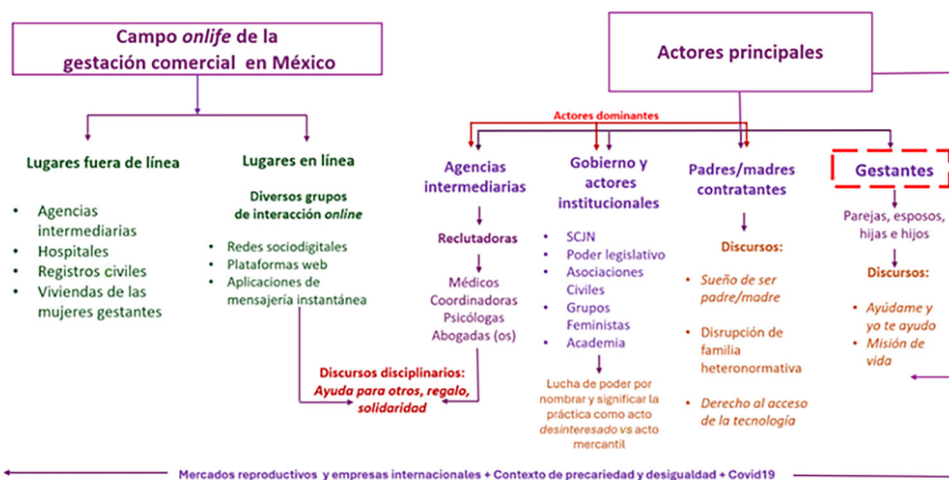 Campo onlife de la
gestación comercial en México
Actores principales
Actores dominantes
Lugares fuera de línea
• Agencias
intermediarias
• Hospitales
• Registros civiles
• Viviendas de las
mujeres gestantes
Lugares en línea
Diversos grupos
de interacción online
• Redes sociodigitales
• Plataformas web
• Aplicaciones de
mensajería instantánea
Agencias
intermediarias
Reclutadoras
Médicos
Coordinadoras
Psicólogas
Abogadas (os)
Discursos disciplinarios:
Ayuda para otros, regalo,
solidaridad
Gobierno y
actores
institucionales
• SCJN
• Poder legislativo
• Asociaciones
Civiles
• Grupos
Feministas
• Academia
Lucha de poder por
nombrar y significar la
práctica como acto
desinteresado vs acto
mercantil
Padres/madres
contratantes
Discursos:
• Sueño de ser
padre/madre
• Disrupción de
familia
heteronormativa
• Derecho al acceso
de la tecnología
Gestantes
Parejas, esposos,
hijas e hijos
Discursos:
• Ayúdame y
yo te ayudo
• Misión de
vida
Mercados reproductivos y empresas internacionales + Contexto de precariedad y desigualdad + Covid19